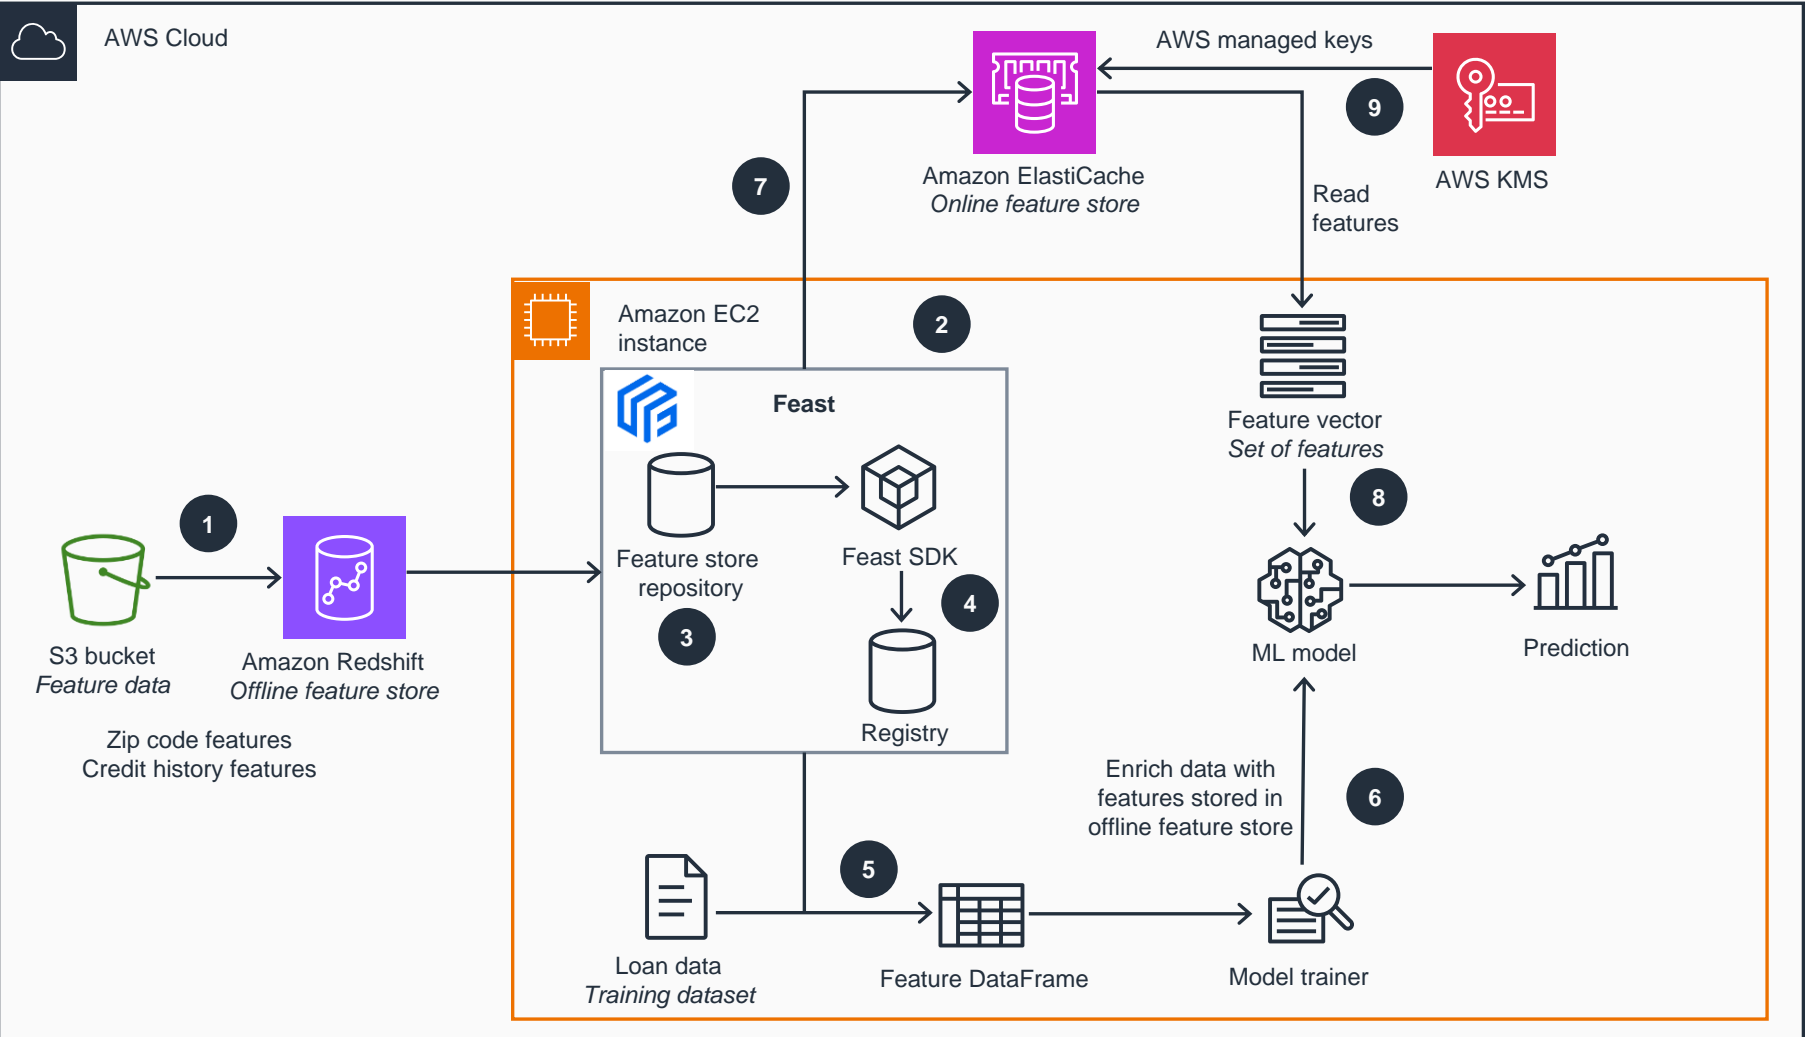 AWS Cloud
AWS managed keys
9
AWS KMS
Amazon ElastiCache
Online feature store
7
Read
features
Amazon EC2
instance
2
Feast
Feature vector
Set of features
8
1
Feature store
repository
3
Feast SDK
4
Registry
S3 bucket
Feature data
Amazon Redshift
Offline feature store
Zip code features
Credit history features
ML model
Prediction
Enrich data with
features stored in
offline feature store
6
5
Loan data
Training dataset
Feature DataFrame
Model trainer